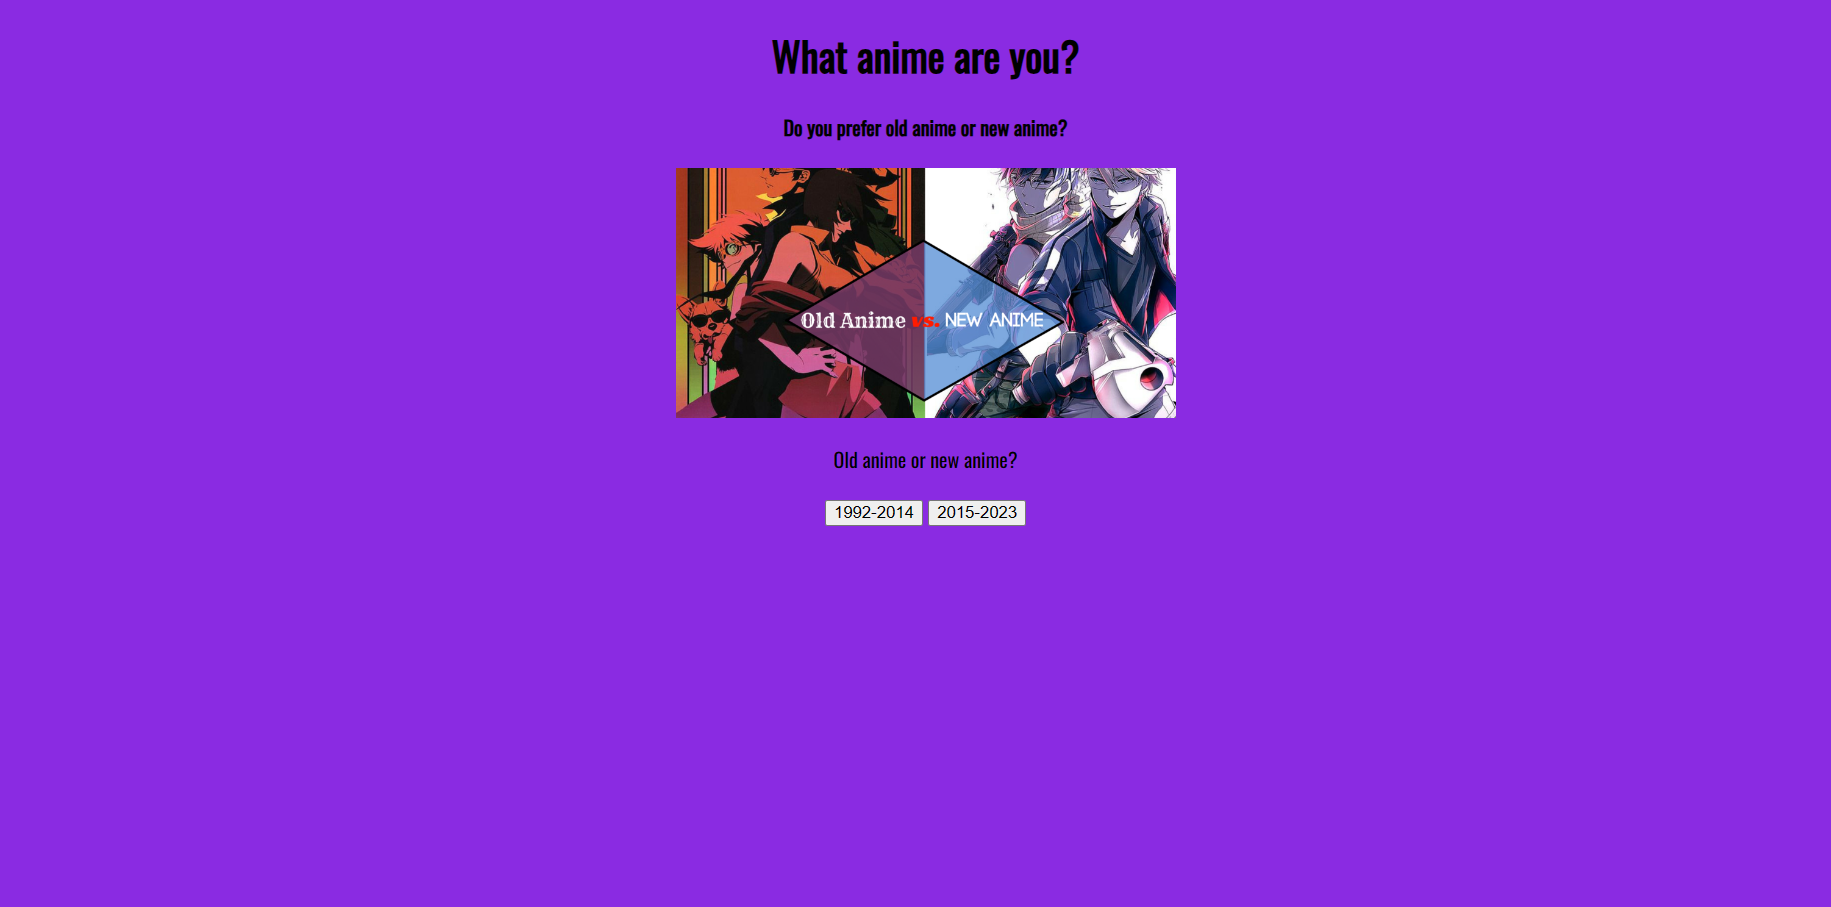 What anime are you?
Do you prefer old anime or new anime?
Old Anime vs. NEW ANIME
Old anime or new anime?
1992-2014 2015-2023